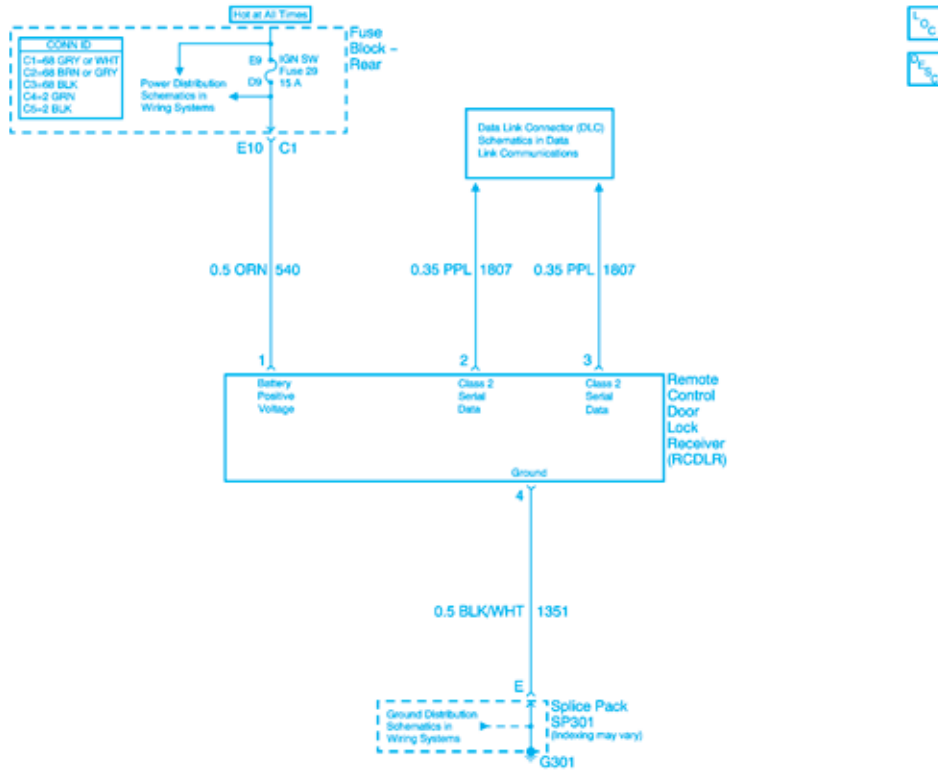 Hot at All Times
CONN ID
C1=68 GRY or WHT
C2=68 BRN or GRY
C3=68 BLK
C4=2 GRN
C5=2 BLK
Power Distribution
Schematics in
Wiring Systems
E9
D9
IGN SW
Fuse 29
15 A
Fuse
Block –
Rear
LOC
DESC
E10
C1
Data Link Connector (DLC)
Schematics in Data
Link Communications
0.5 ORN
540
0.35 PPL
1807
0.35 PPL
1807
1
2
3
Battery
Positive
Voltage
Class 2
Serial
Data
Class 2
Serial
Data
Remote
Control
Door
Lock
Receiver
(RCDLR)
Ground
4
0.5 BLK/WHT
1351
E
Ground Distribution
Schematics in
Wiring Systems
Splice Pack
SP301
(Indexing may vary)
G301